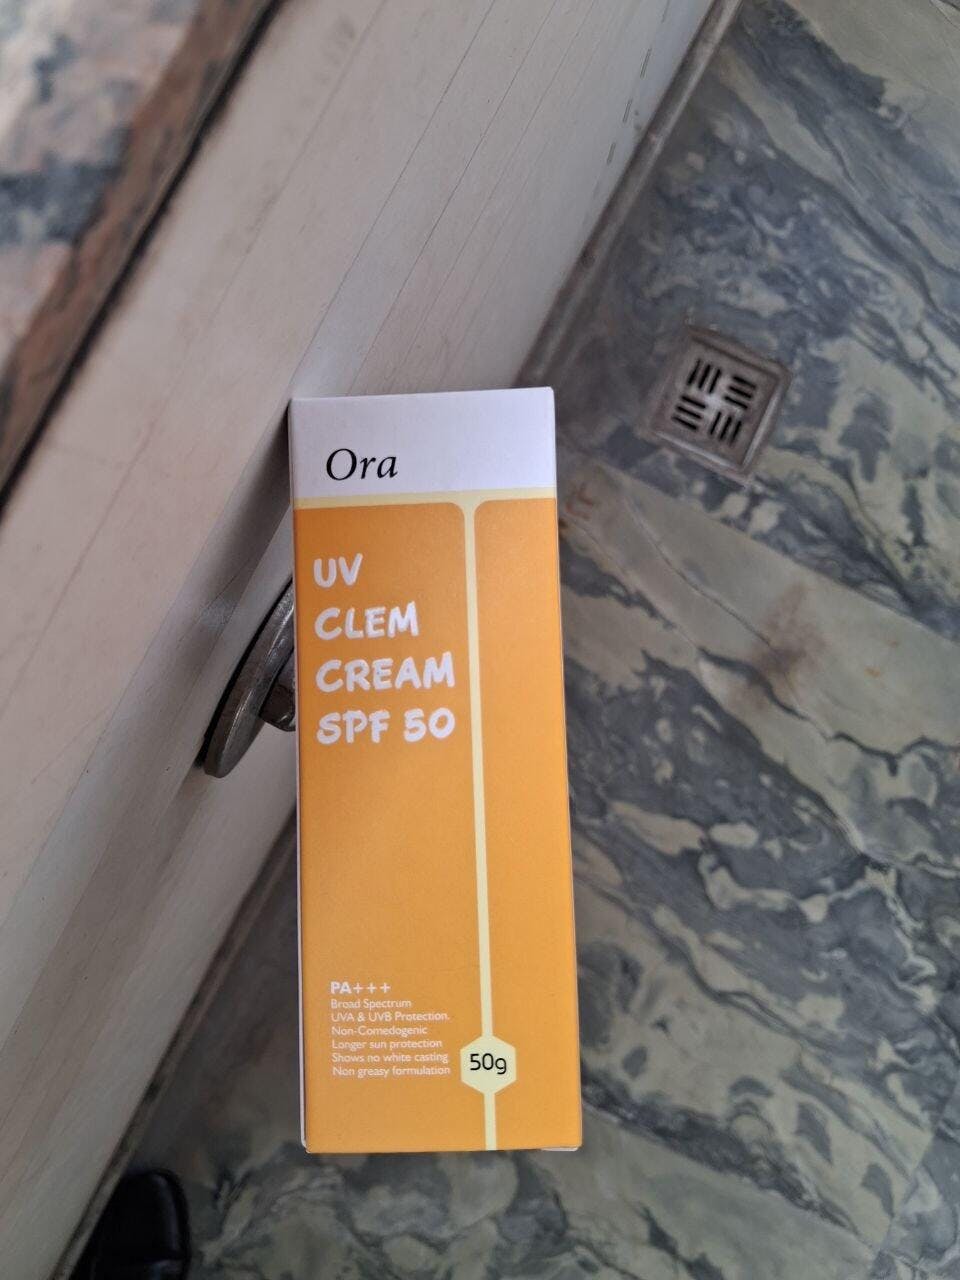 Ora
UV
CLEM
CREAM
SPF 50
PA+++
Broad Spectrum
UVA & UVB Protection.
Non-Comedogenic
Longer sun protection
Shows no white casting
Non greasy formulation
50g